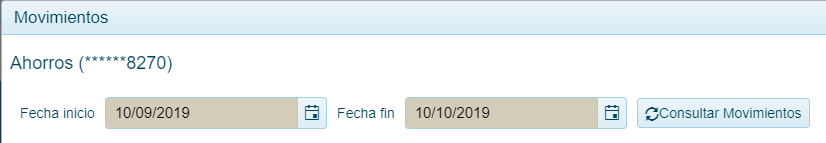 Movimientos
Ahorros (******8270)
Fecha inicio 10/09/2019 Fecha fin 10/10/2019 Consultar Movimientos